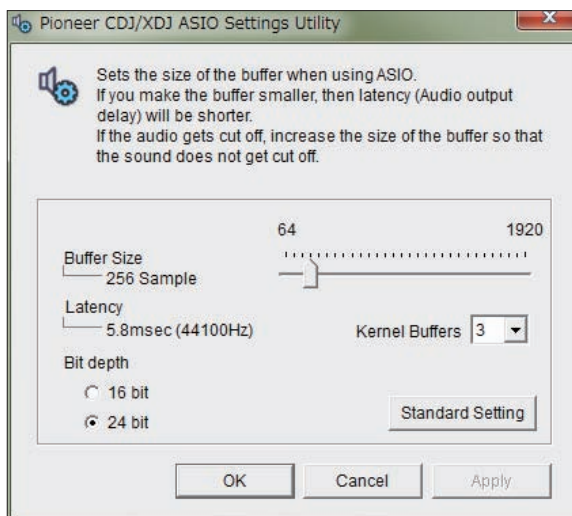 Pioneer CDJ/XDJ ASIO Settings Utility
Sets the size of the buffer when using ASIO.
If you make the buffer smaller, then latency (Audio output
delay) will be shorter.
If the audio gets cut off, increase the size of the buffer so that
the sound does not get cut off.
64 1920
Buffer Size
256 Sample
Latency
5.8msec (44100Hz)
Kernel Buffers 3
Bit depth
16 bit
24 bit
Standard Setting
OK Cancel Apply